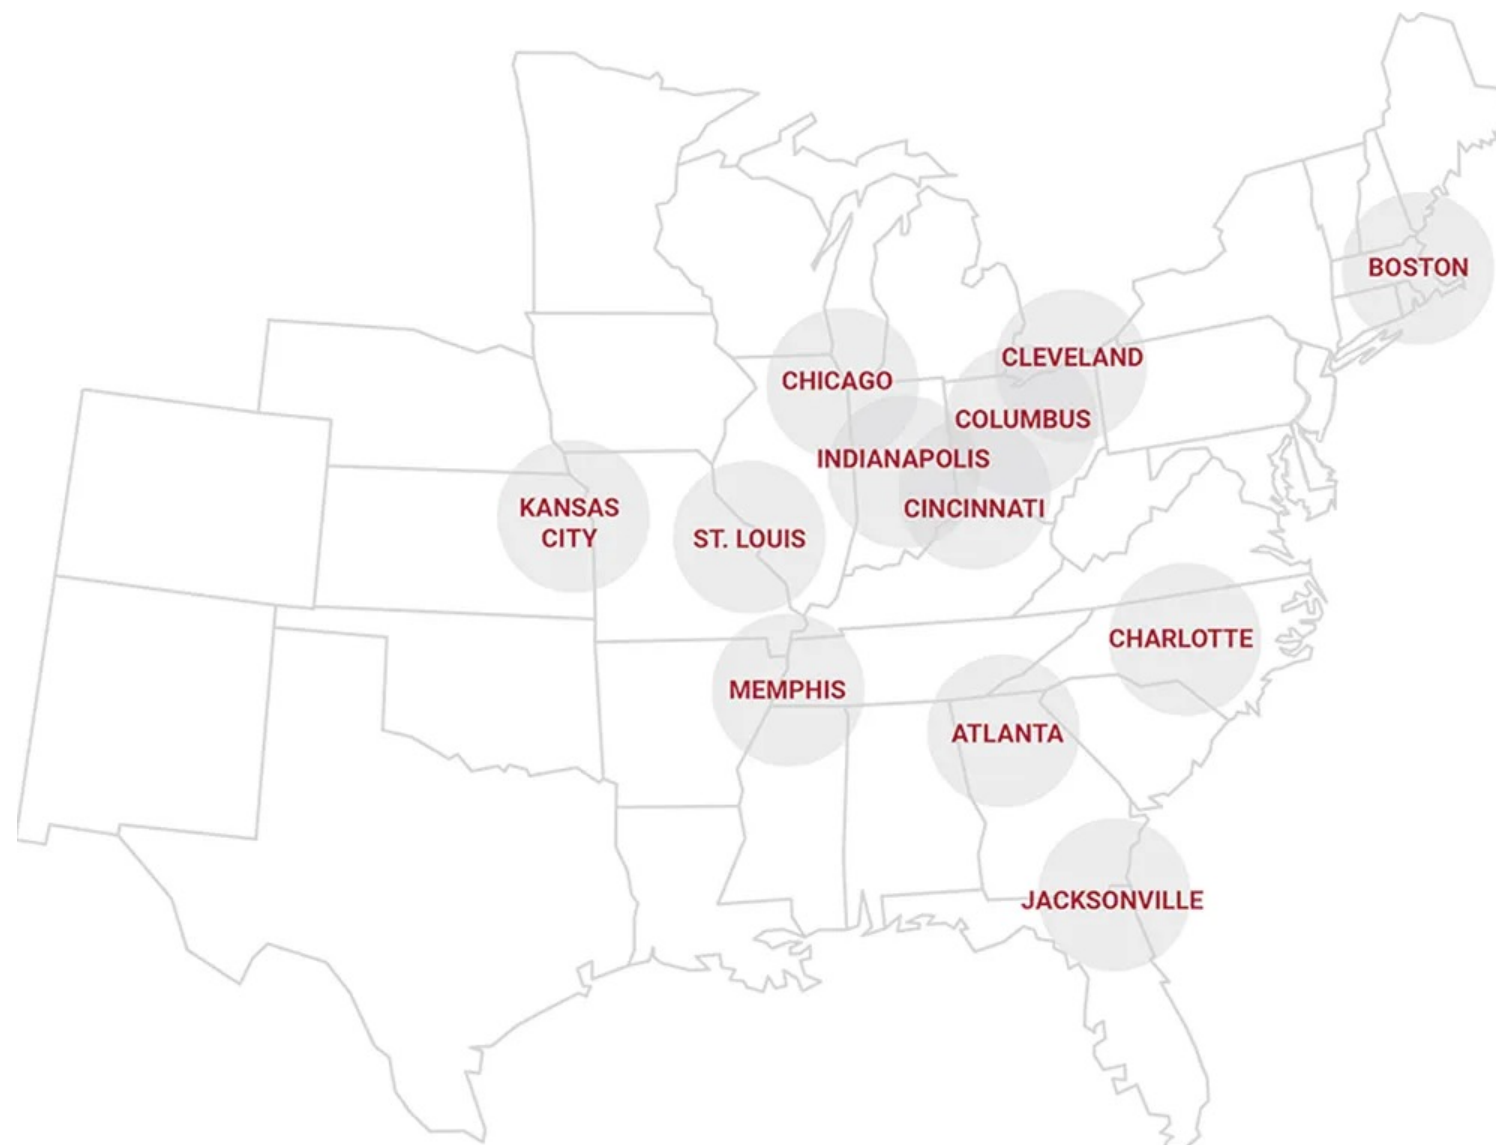 BOSTON
CLEVELAND
CHICAGO
COLUMBUS
INDIANAPOLIS
CINCINNATI
KANSAS
CITY
ST. LOUIS
CHARLOTTE
MEMPHIS
ATLANTA
JACKSONVILLE